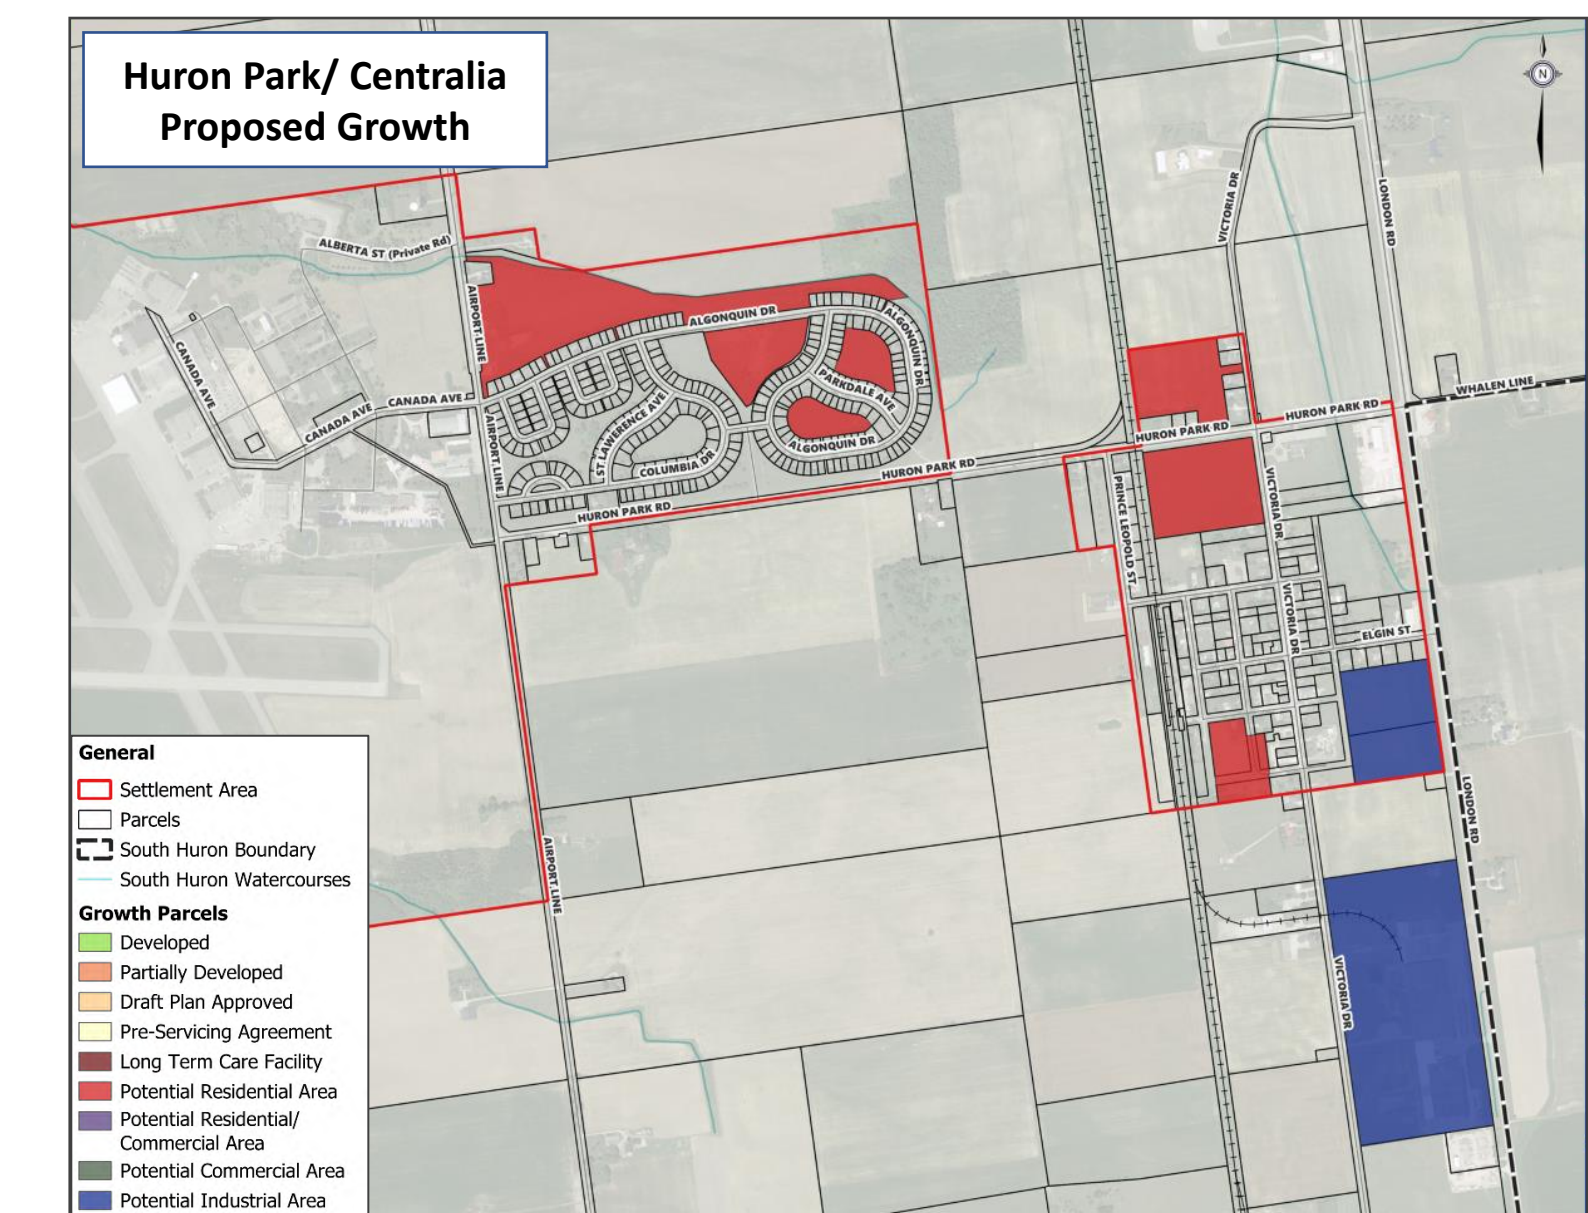 Huron Park/ Centralia
Proposed Growth
N
ALBERTA ST (Private Rd)
AIRPORT LINE
CANADA AVE
CANADA AVE
CANADA AVE
AIRPORT LINE
ALGONQUIN DR
ALGONQUIN DR
PARKDALE AVE
ALGONQUIN DR
ST LAWERENCE AVE
COLUMBIA DR
HURON PARK RD
HURON PARK RD
HURON PARK RD
HURON PARK RD
VICTORIA DR
LONDON RD
WHALEN LINE
PRINCE LEOPOLD ST
VICTORIA DR
VICTORIA DR
ELGIN ST
LONDON RD
AIRPORT LINE
VICTORIA DR
General
Settlement Area
Parcels
South Huron Boundary
South Huron Watercourses
Growth Parcels
Developed
Partially Developed
Draft Plan Approved
Pre-Servicing Agreement
Long Term Care Facility
Potential Residential Area
Potential Residential/
Commercial Area
Potential Commercial Area
Potential Industrial Area